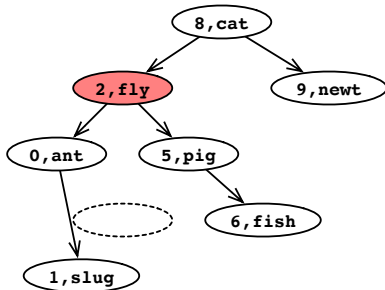 8,cat
2,fly
9,newt
0,ant
5,pig
6,fish
1,slug